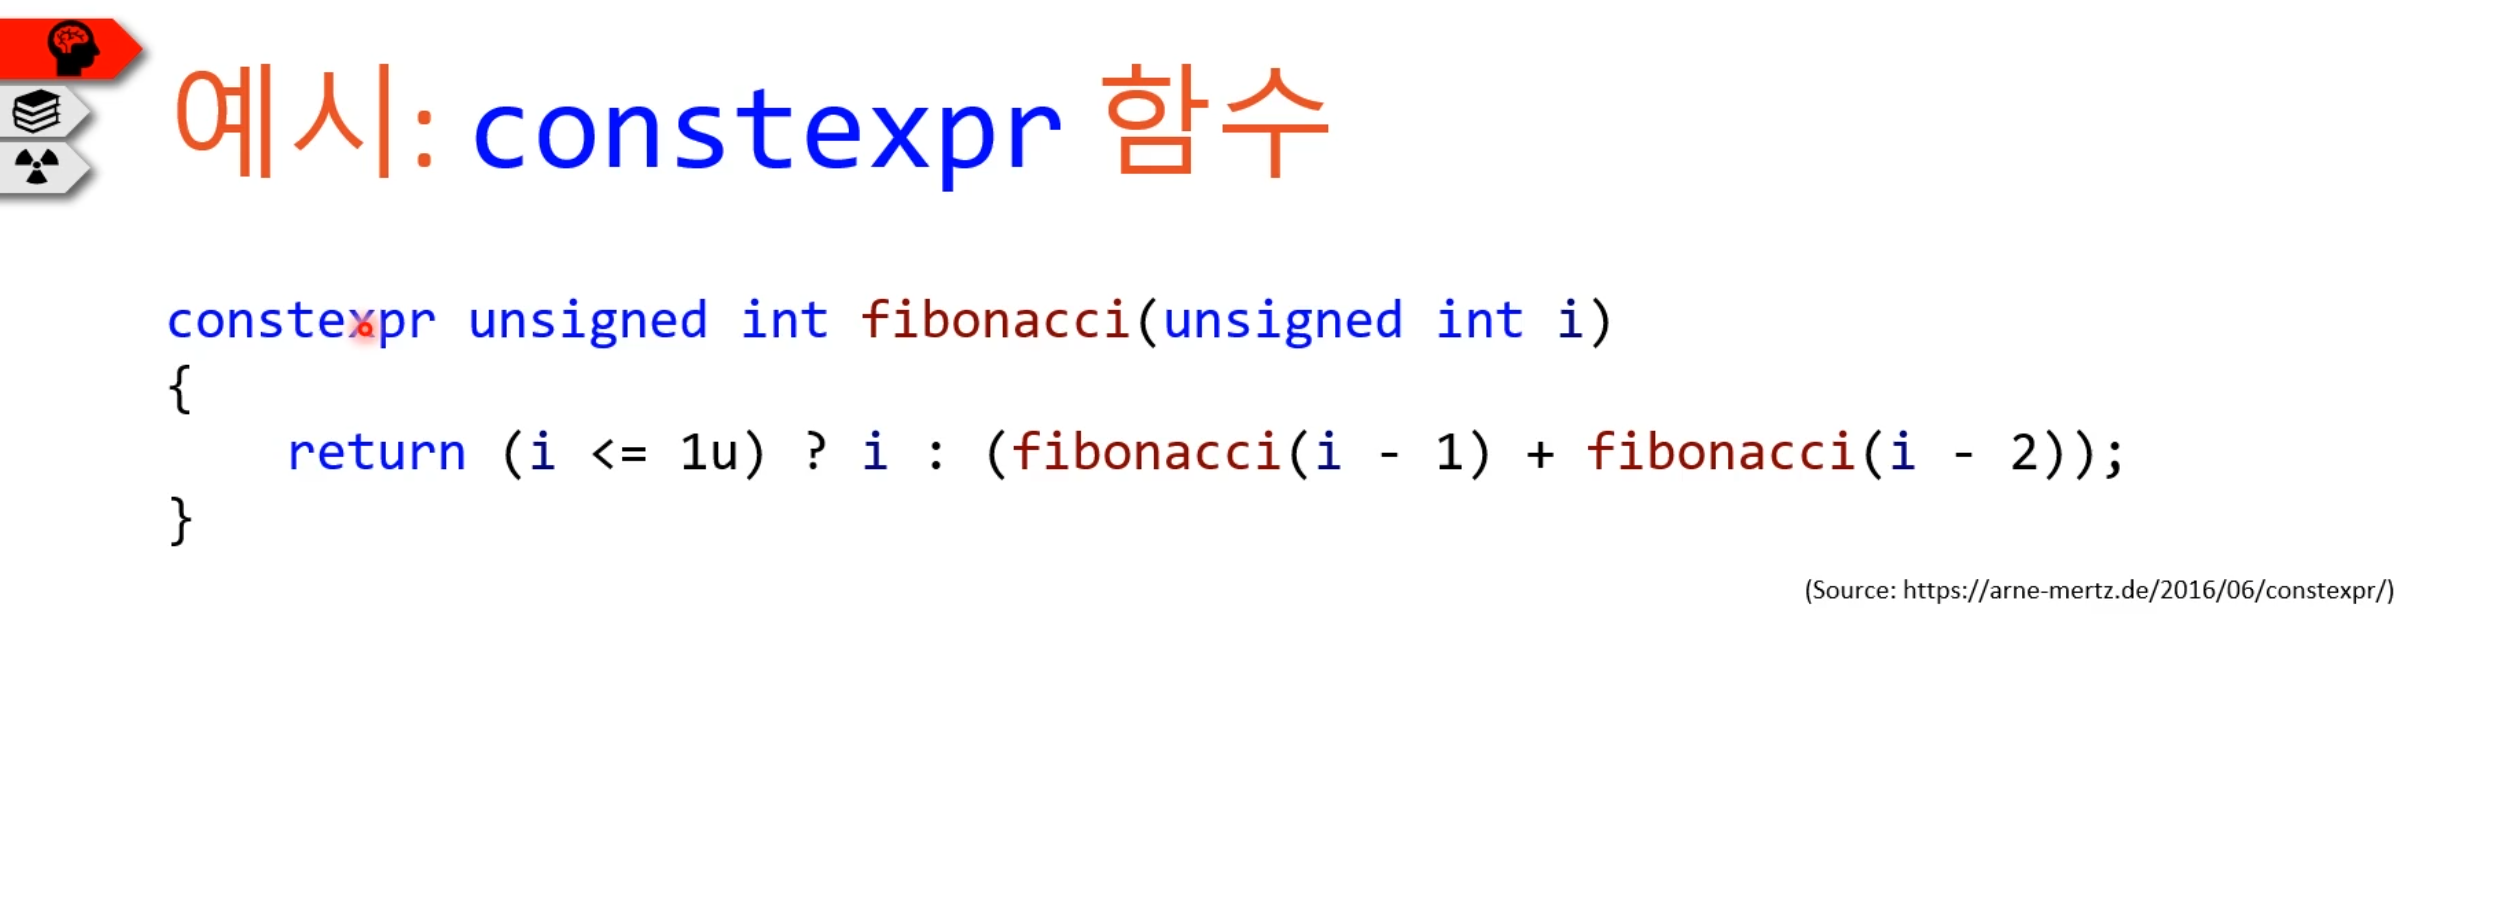 예시: constexpr 함수
constexpr unsigned int fibonacci(unsigned int i)
{
    return (i <= 1u) ? i : (fibonacci(i - 1) + fibonacci(i - 2));
}
(Source: https://arne-mertz.de/2016/06/constexpr/)